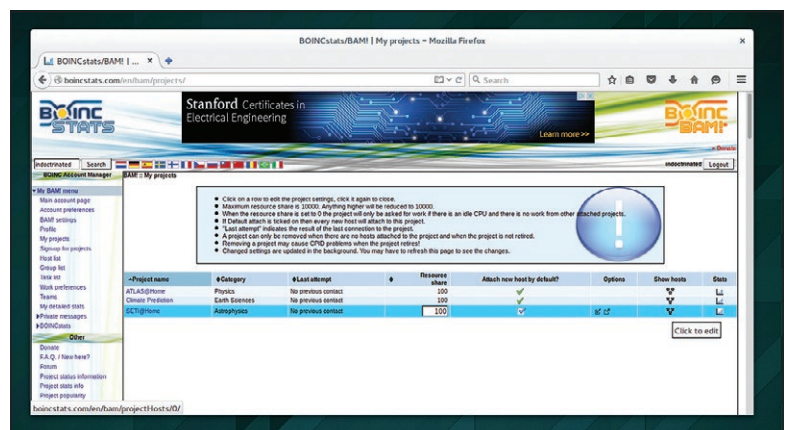 BOINCstats/BAM! | My projects - Mozilla Firefox
BOINCstats/BAM! | ...
boincstats.com/en/bam/projects/
Search
BOINC
STATS
Stanford Certificates in
Electrical Engineering
Learn more >>
BOINC
BAM!
Donate
indoctrinated Search
indoctrinated Logout
BOINC Account Manager
BAM! :: My projects
My BAM! menu
Main account page
Account preferences
BAM! settings
Profile
My projects
Signup for projects
Host list
Group list
Task list
Work preferences
Teams
My detailed stats
Private messages
BOINCstats
Other
Donate
F.A.Q. / New here?
Forum
Project status information
Project stats info
Project popularity
Click on a row to edit the project settings, click it again to close.
Maximum resource share is 10000. Anything higher will be reduced to 10000.
When the resource share is set to 0 the project will only be asked for work if there is an idle CPU and there is no work from other attached projects.
If Default attach is ticked on then every new host will attach to this project.
"Last attempt" indicates the result of the last connection to the project.
A project can only be removed when there are no hosts attached to the project and when the project is not retired.
Removing a project may cause CPID problems when the project retires!
Changed settings are updated in the background. You may have to refresh this page to see the changes.
Project name Category Last attempt Resource share Attach new host by default? Options Show hosts Stats
ATLAS@Home Physics No previous contact 100
Climate Prediction Earth Sciences No previous contact 100
SETI@Home Astrophysics No previous contact 100
Click to edit
boincstats.com/en/bam/projectHosts/0/